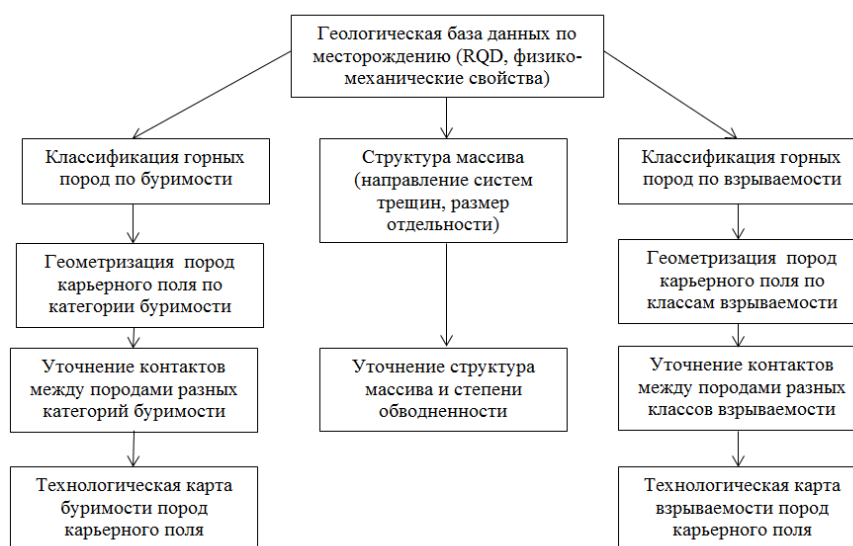 Геологическая база данных по
месторождению (RQD, физико-
механические свойства)
Классификация горных
пород по буримости
Структура массива
(направление систем
трещин, размер
отдельности)
Классификация горных
пород по взрываемости
Геометризация пород
карьерного поля по
категории буримости
Геометризация пород
карьерного поля по
классам взрываемости
Уточнение контактов
между породами разных
категорий буримости
Уточнение структура
массива и степени
обводненности
Уточнение контактов
между породами разных
классов взрываемости
Технологическая карта
буримости пород
карьерного поля
Технологическая карта
взрываемости пород
карьерного поля